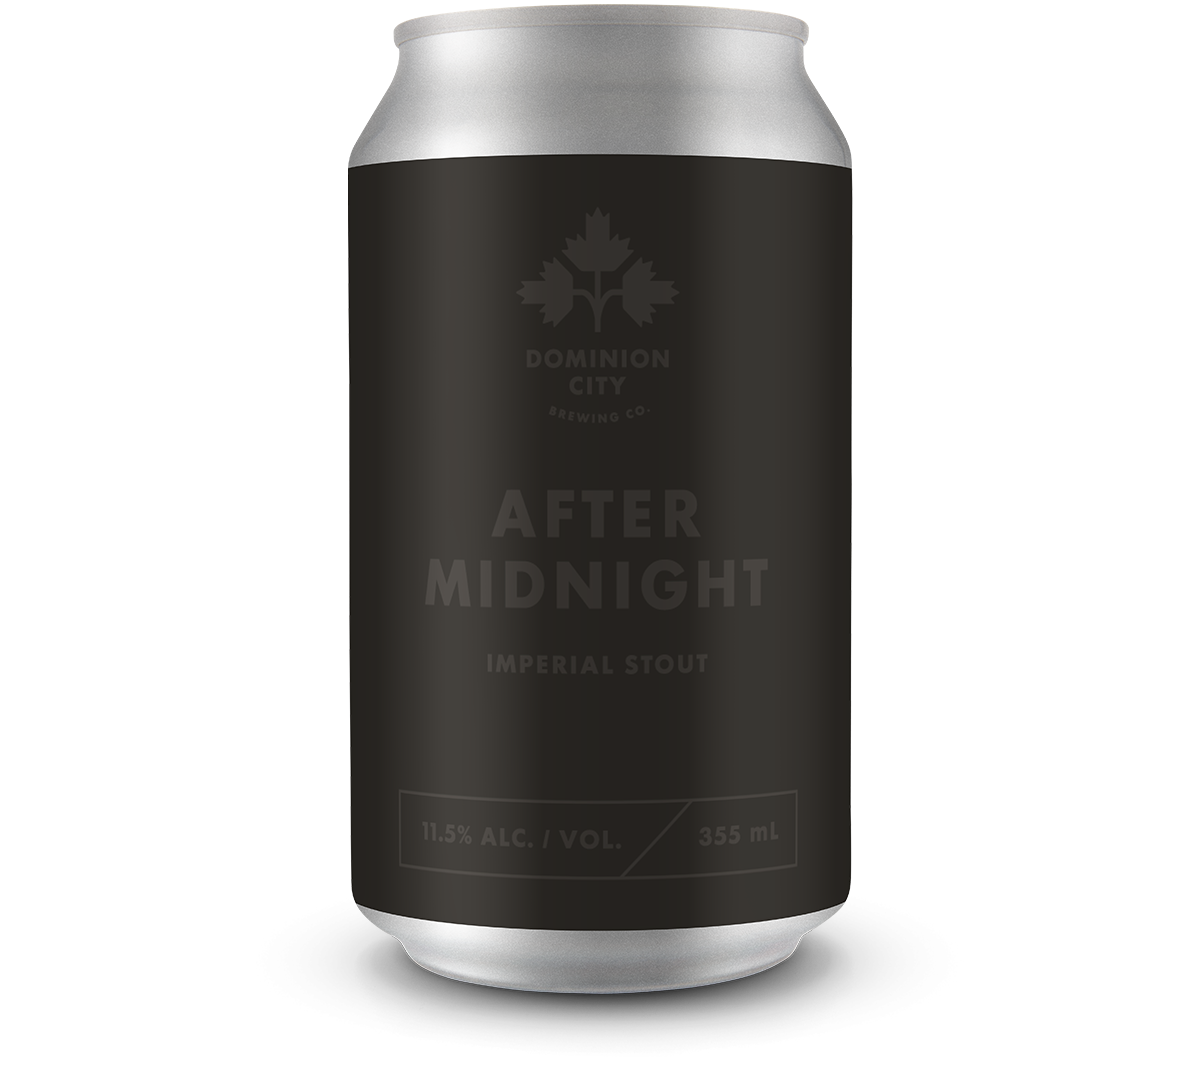 DOMINION
CITY
BREWING CO.
AFTER
MIDNIGHT
IMPERIAL STOUT
11.5% ALC. / VOL.
355 mL